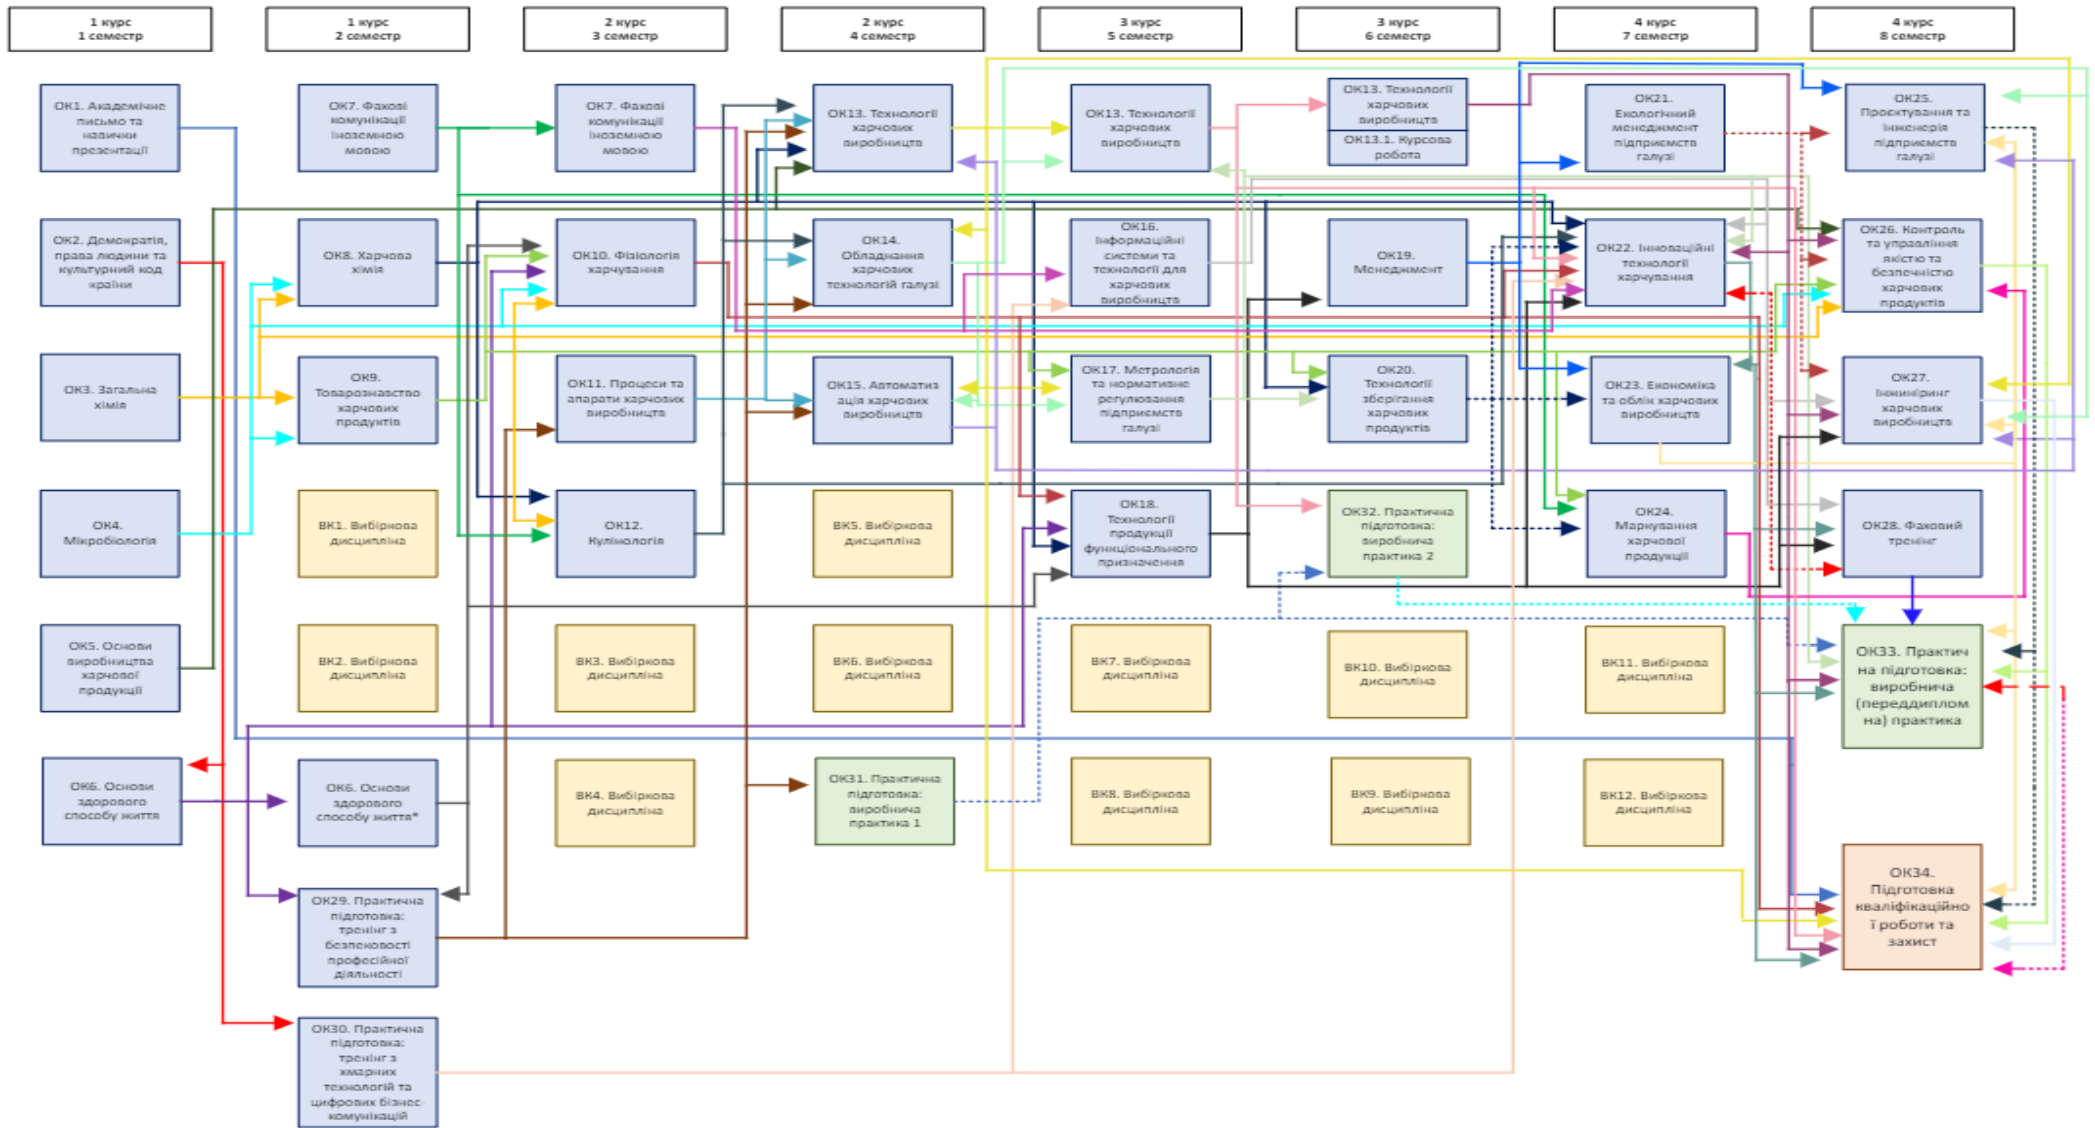 1 курс
1 семестр
1 курс
2 семестр
2 курс
3 семестр
2 курс
4 семестр
3 курс
5 семестр
3 курс
6 семестр
4 курс
7 семестр
4 курс
8 семестр
ОК1. Академічне
письмо та
навички
презентації
ОК2. Демократія,
права людини та
культурний код
країни
ОК3. Загальна
хімія
ОК4.
Мікробіологія
ОК5. Основи
виробництва
харчової
продукції
ОК6. Основи
здорового
способу життя
ОК7. Фахові
комунікації
іноземною
мовою
ОК8. Харчова
хімія
ОК9.
Товарознавство
харчових
продуктів
ВК1. Вибіркова
дисципліна
ВК2. Вибіркова
дисципліна
ОК6. Основи
здорового
способу життя*
ОК29. Практична
підготовка:
тренінг з
безпековості
професійної
діяльності
ОК30. Практична
підготовка:
тренінг з
хмарних
технологій та
цифрових бізнес-
комунікацій
ОК7. Фахові
комунікації
іноземною
мовою
ОК10. Фізіологія
харчування
ОК11. Процеси та
апарати харчових
виробництв
ОК12.
Кулінологія
ВК3. Вибіркова
дисципліна
ВК4. Вибіркова
дисципліна
ОК13. Технології
харчових
виробництв
ОК14.
Обладнання
харчових
технологій галузі
ОК15. Автоматиз
ація харчових
виробництв
ВК5. Вибіркова
дисципліна
ВК6. Вибіркова
дисципліна
ОК31. Практична
підготовка:
виробнича
практика 1
ОК13. Технології
харчових
виробництв
ОК16.
Інформаційні
системи та
технології для
харчових
виробництв
ОК17. Метрологія
та нормативне
регулювання
підприємств
галузі
ОК18.
Технології
продукції
функціонального
призначення
ВК7. Вибіркова
дисципліна
ВК8. Вибіркова
дисципліна
ОК13. Технології
харчових
виробництв
ОК13.1. Курсова
робота
ОК19.
Менеджмент
ОК20.
Технології
зберігання
харчових
продуктів
ОК32. Практична
підготовка:
виробнича
практика 2
ВК10. Вибіркова
дисципліна
ВК9. Вибіркова
дисципліна
ОК21.
Екологічний
менеджмент
підприємств
галузі
ОК22. Інноваційні
технології
харчування
ОК23. Економіка
та облік харчових
виробництв
ОК24.
Маркування
харчової
продукції
ВК11. Вибіркова
дисципліна
ВК12. Вибіркова
дисципліна
ОК25.
Проєктування та
інженерія
підприємств
галузі
ОК26. Контроль
та управління
якістю та
безпечністю
харчових
продуктів
ОК27.
Інжиніринг
харчових
виробництв
ОК28. Фаховий
тренінг
ОК33. Практич
на підготовка:
виробнича
(переддиплом
на) практика
ОК34.
Підготовка
кваліфікаційно
ї роботи та
захист